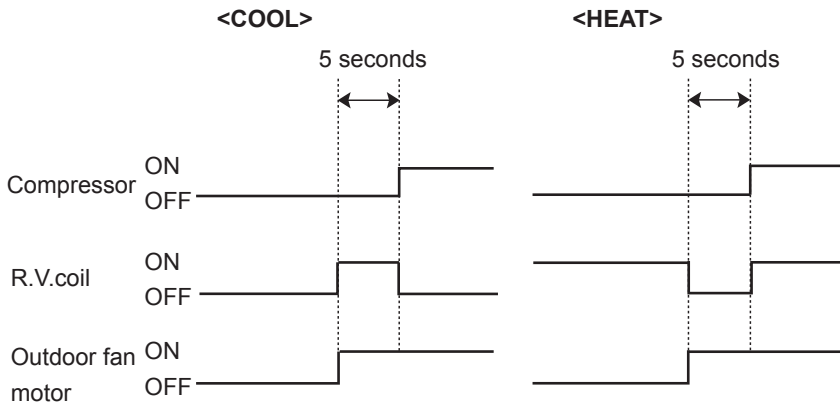 <COOL> <HEAT>
5 seconds 5 seconds
Compressor ON
OFF
R.V.coil ON
OFF
Outdoor fan motor ON
OFF